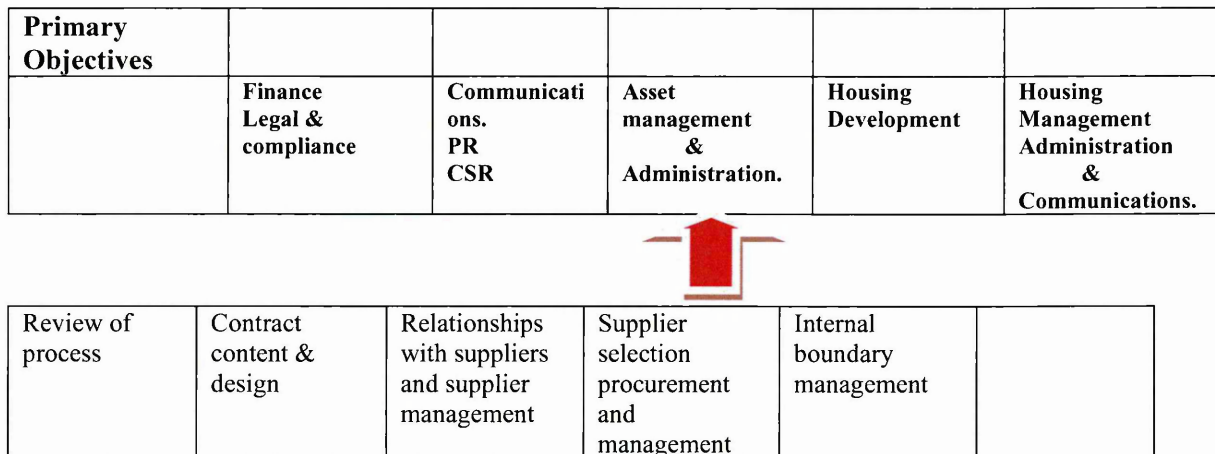 Primary
Objectives
Finance
Legal &
compliance
Communicati
ons.
PR
CSR
Asset
management
&
Administration.
Housing
Development
Housing
Management
Administration
&
Communications.
Review of
process
Contract
content &
design
Relationships
with suppliers
and supplier
management
Supplier
selection
procurement
and
management
Internal
boundary
management